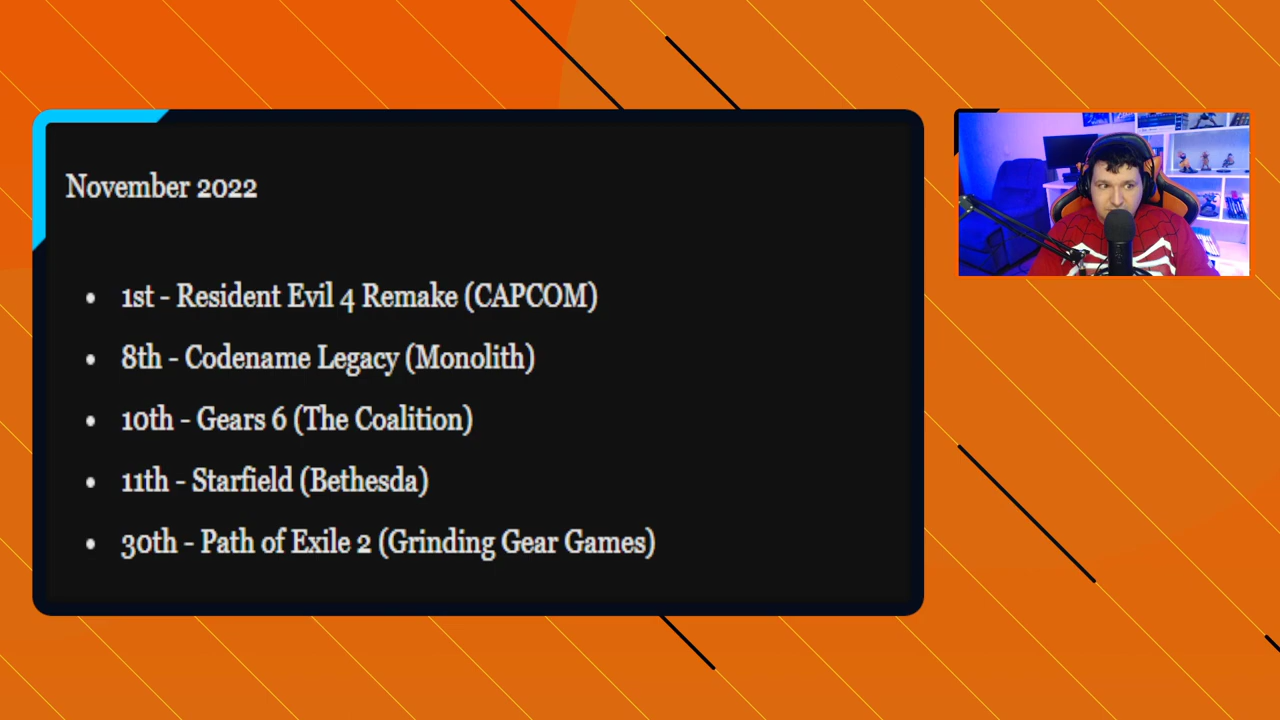 November 2022
• 1st - Resident Evil 4 Remake (CAPCOM)
• 8th - Codename Legacy (Monolith)
• 10th - Gears 6 (The Coalition)
• 11th - Starfield (Bethesda)
• 30th - Path of Exile 2 (Grinding Gear Games)